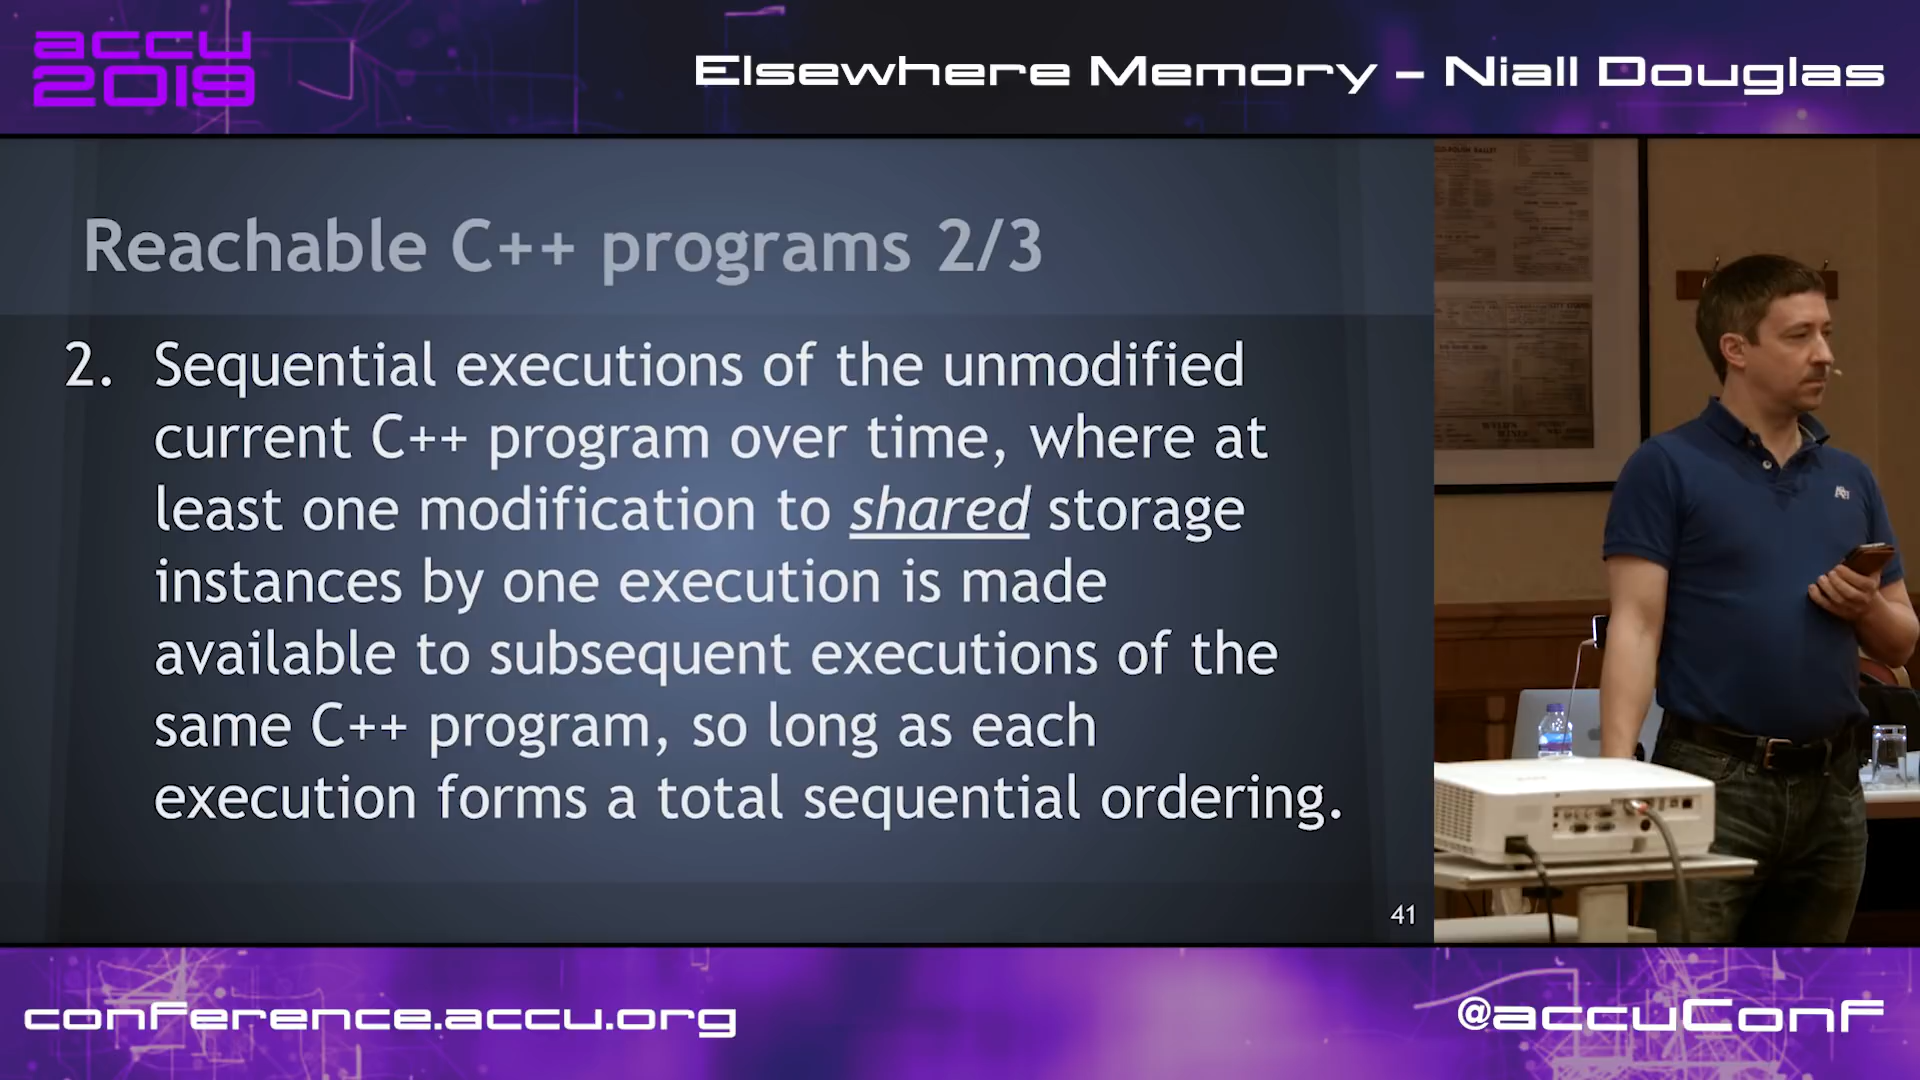 accu
2019
Elsewhere Memory – Niall Douglas
Reachable C++ programs 2/3
2. Sequential executions of the unmodified
current C++ program over time, where at
least one modification to shared storage
instances by one execution is made
available to subsequent executions of the
same C++ program, so long as each
execution forms a total sequential ordering.
41
conference.accu.org
@accuConf